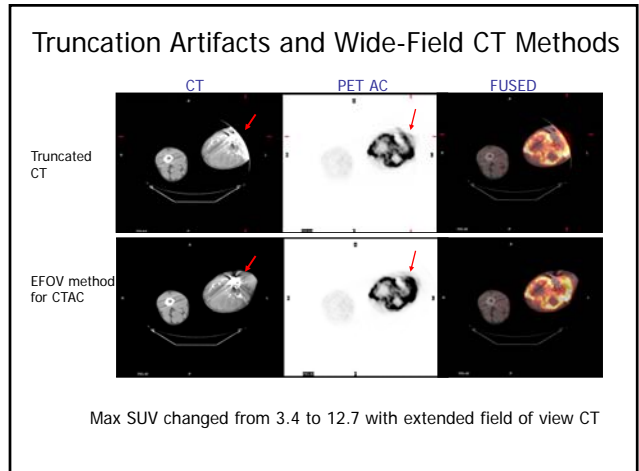 Truncation Artifacts and Wide-Field CT Methods
CT PET AC FUSED
Truncated
CT
EFOV method
for CTAC
Max SUV changed from 3.4 to 12.7 with extended field of view CT